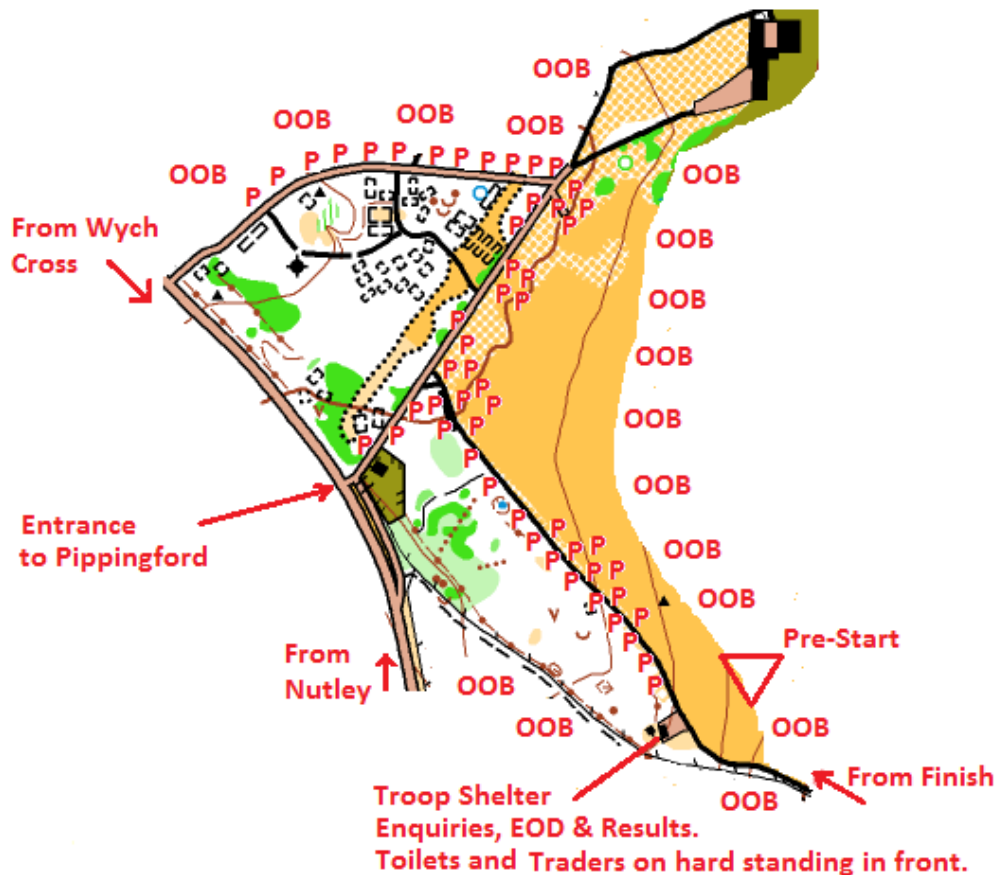 OOB
OOB
OOB
OOB
P P P P P P P P P P P P
OOB
OOB
P
P P P
P P
From Wych
Cross
OOB
P P
P P
OOB
P
P
OOB
P P
P
P P P P
OOB
P P
P P
P
OOB
P
Entrance
to Pippingford
P P
P P P
OOB
P P P
P
P P
OOB
P P
P
Pre-Start
From
Nutley
P
P
OOB
OOB
OOB
From Finish
OOB
Troop Shelter
Enquiries, EOD & Results.
Toilets and Traders on hard standing in front.